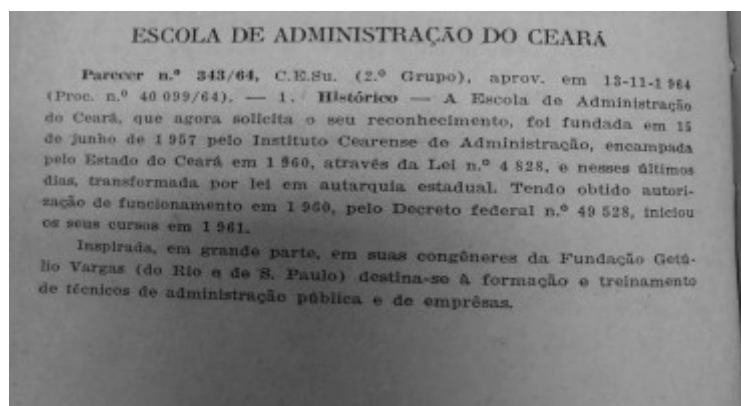 ESCOLA DE ADMINISTRAÇÃO DO CEARÁ
Parecer n.º 343/64, C.E.Su. (2.º Grupo), aprov. em 13-11-1 964
(Proc. n.º 40 099/64). — 1. Histórico — A Escola de Administração
do Ceará, que agora solicita o seu reconhecimento, foi fundada em 15
de junho de 1 957 pelo Instituto Cearense de Administração, encampada
pelo Estado do Ceará em 1 960, através da Lei n.º 4 828, e nesses últimos
dias, transformada por lei em autarquia estadual. Tendo obtido autori-
zação de funcionamento em 1 960, pelo Decreto federal n.º 49 528, iniciou
os seus cursos em 1 961.
Inspirada, em grande parte, em suas congêneres da Fundação Getú-
lio Vargas (do Rio e de S. Paulo) destina-se à formação e treinamento
de técnicos de administração pública e de emprêsas.